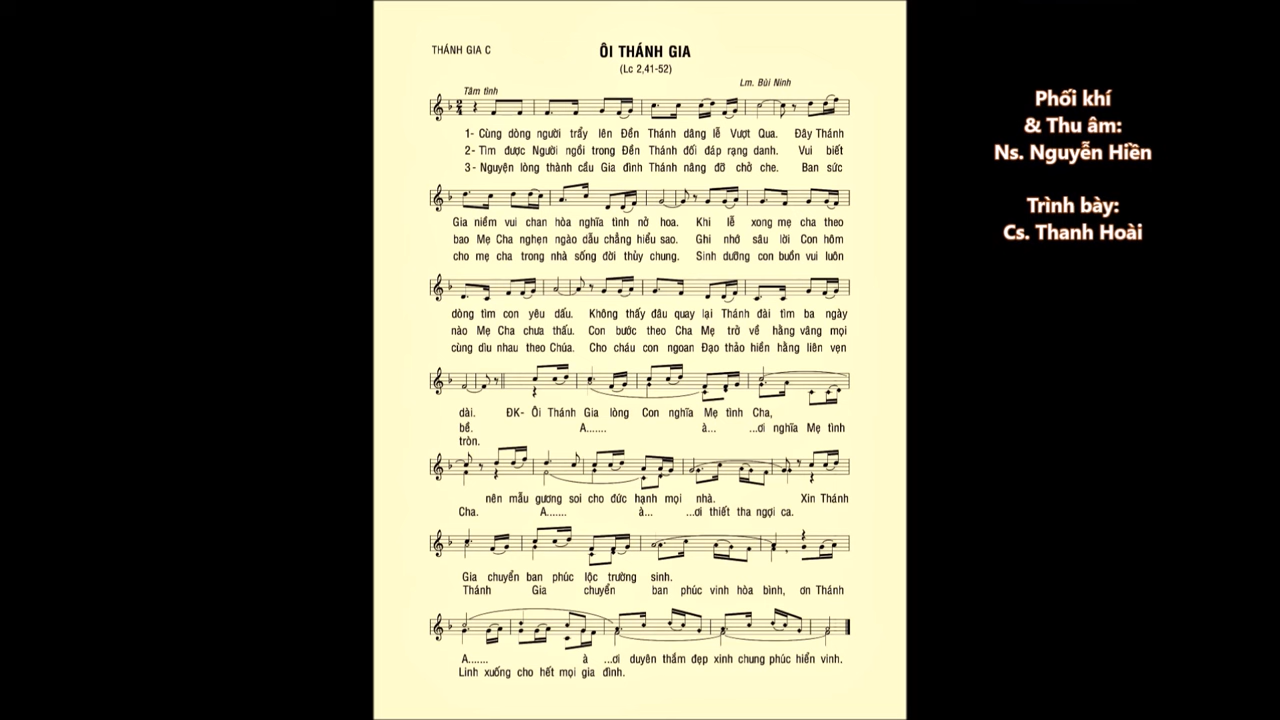 THÁNH GIA C
ÔI THÁNH GIA
(Lc 2,41-52)
Lm. Bùi Ninh
Tâm tình
1- Cùng dòng người trẩy lên Đền Thánh dâng lễ Vượt Qua. Đây Thánh
2- Tìm được Người ngồi trong Đền Thánh đối đáp rạng danh. Vui biết
3- Nguyện lòng thành cầu Gia đình Thánh nâng đỡ chở che. Ban sức
Gia niềm vui chan hòa nghĩa tình nở hoa. Khi lễ xong mẹ cha theo
bao Mẹ Cha nghẹn ngào dẫu chẳng hiểu sao. Ghi nhớ sâu lời Con hôm
cho mẹ cha trong nhà sống đời thủy chung. Sinh dưỡng con buồn vui luôn
dòng tìm con yêu dấu. Không thấy đâu quay lại Thánh đài tìm ba ngày
nào Mẹ Cha chưa thấu. Con bước theo Cha Mẹ trở về hằng vâng mọi
cùng dìu nhau theo Chúa. Cho cháu con ngoan Đạo thảo hiền hằng liên vẹn
dài. ĐK- Ôi Thánh Gia lòng Con nghĩa Mẹ tình Cha,
bề. A....... à... ...ơi nghĩa Mẹ tình
tròn.
nên mẫu gương soi cho đức hạnh mọi nhà. Xin Thánh
Cha. A....... à... ...ơi thiết tha ngợi ca.
Gia chuyển ban phúc lộc trường sinh.
Thánh Gia chuyển ban phúc vinh hòa bình, ơn Thánh
A....... à ...ơi duyên thắm đẹp xinh chung phúc hiển vinh.
Linh xuống cho hết mọi gia đình.
Phối khí
& Thu âm:
Ns. Nguyễn Hiền
Trình bày:
Cs. Thanh Hoài